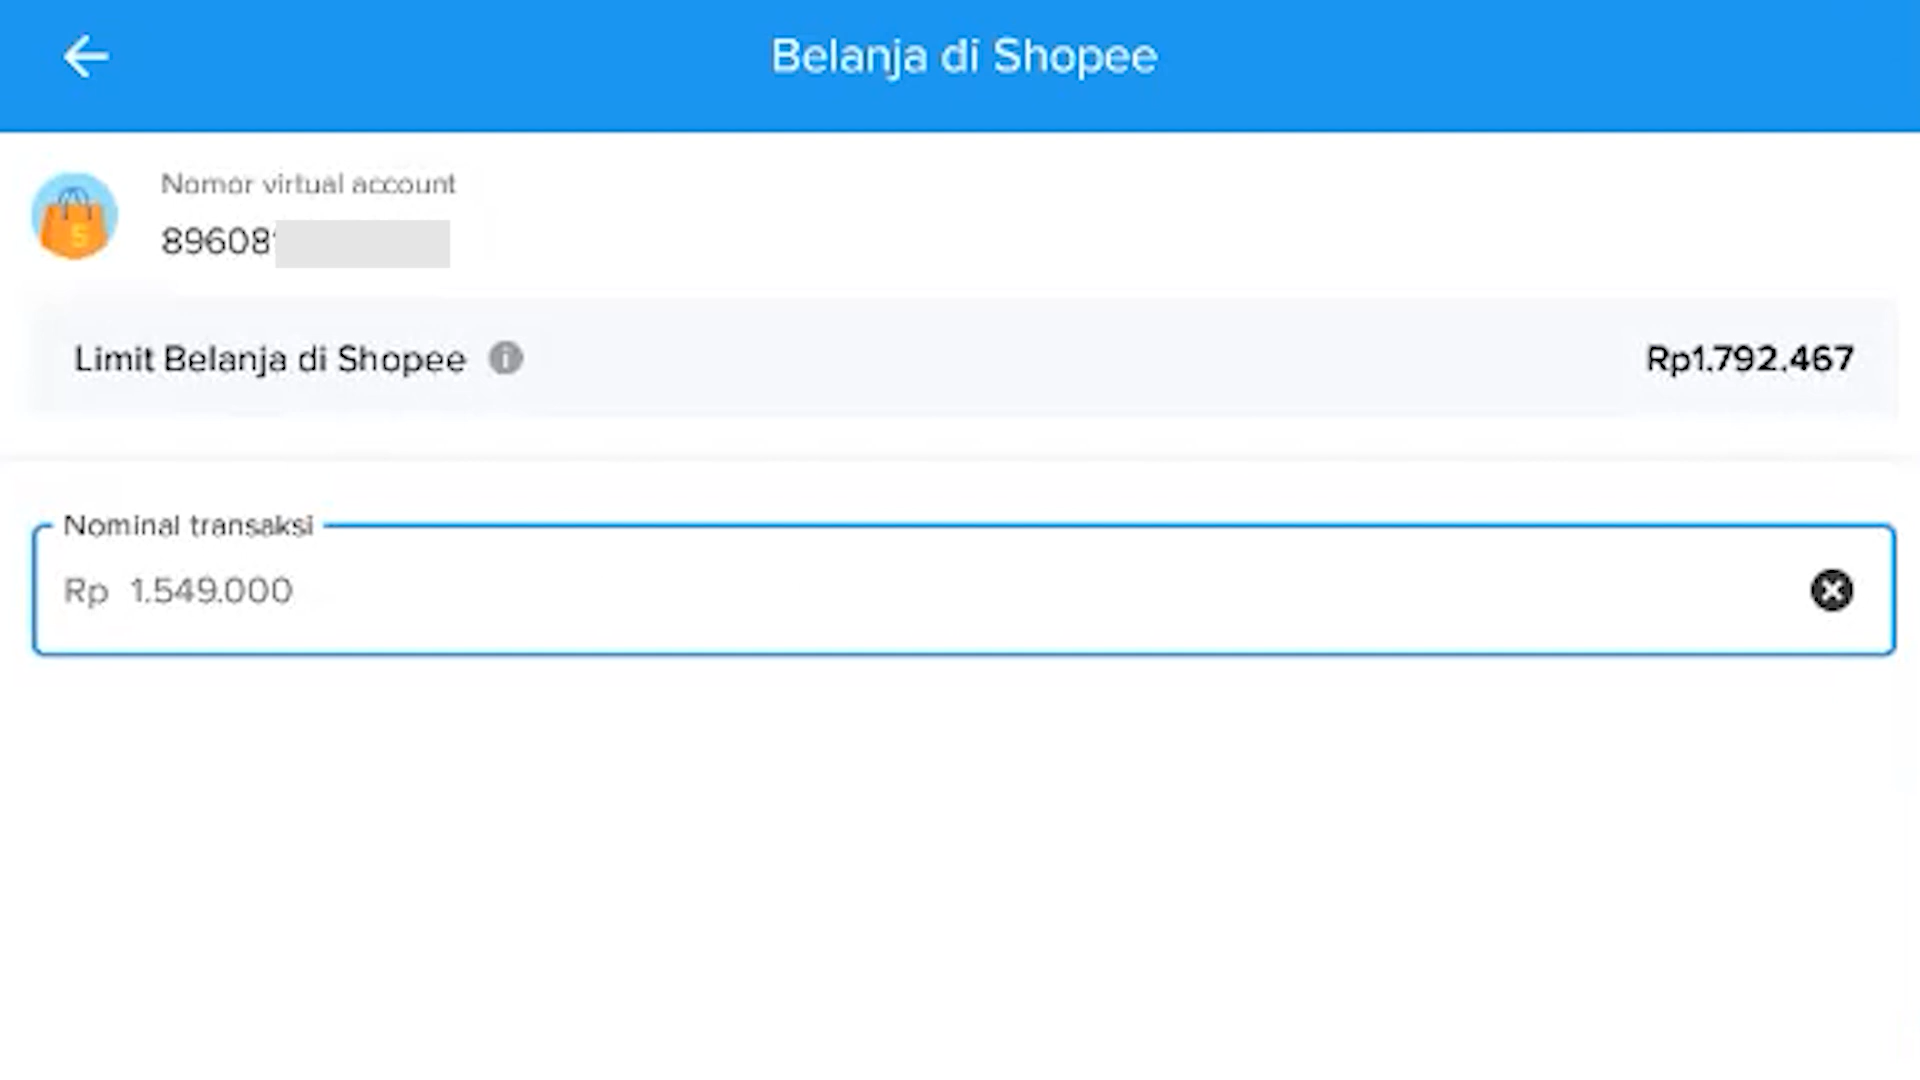 Belanja di Shopee
Nomor virtual account
89608
Limit Belanja di Shopee
Rp1.792.467
Nominal transaksi
Rp 1.549.000